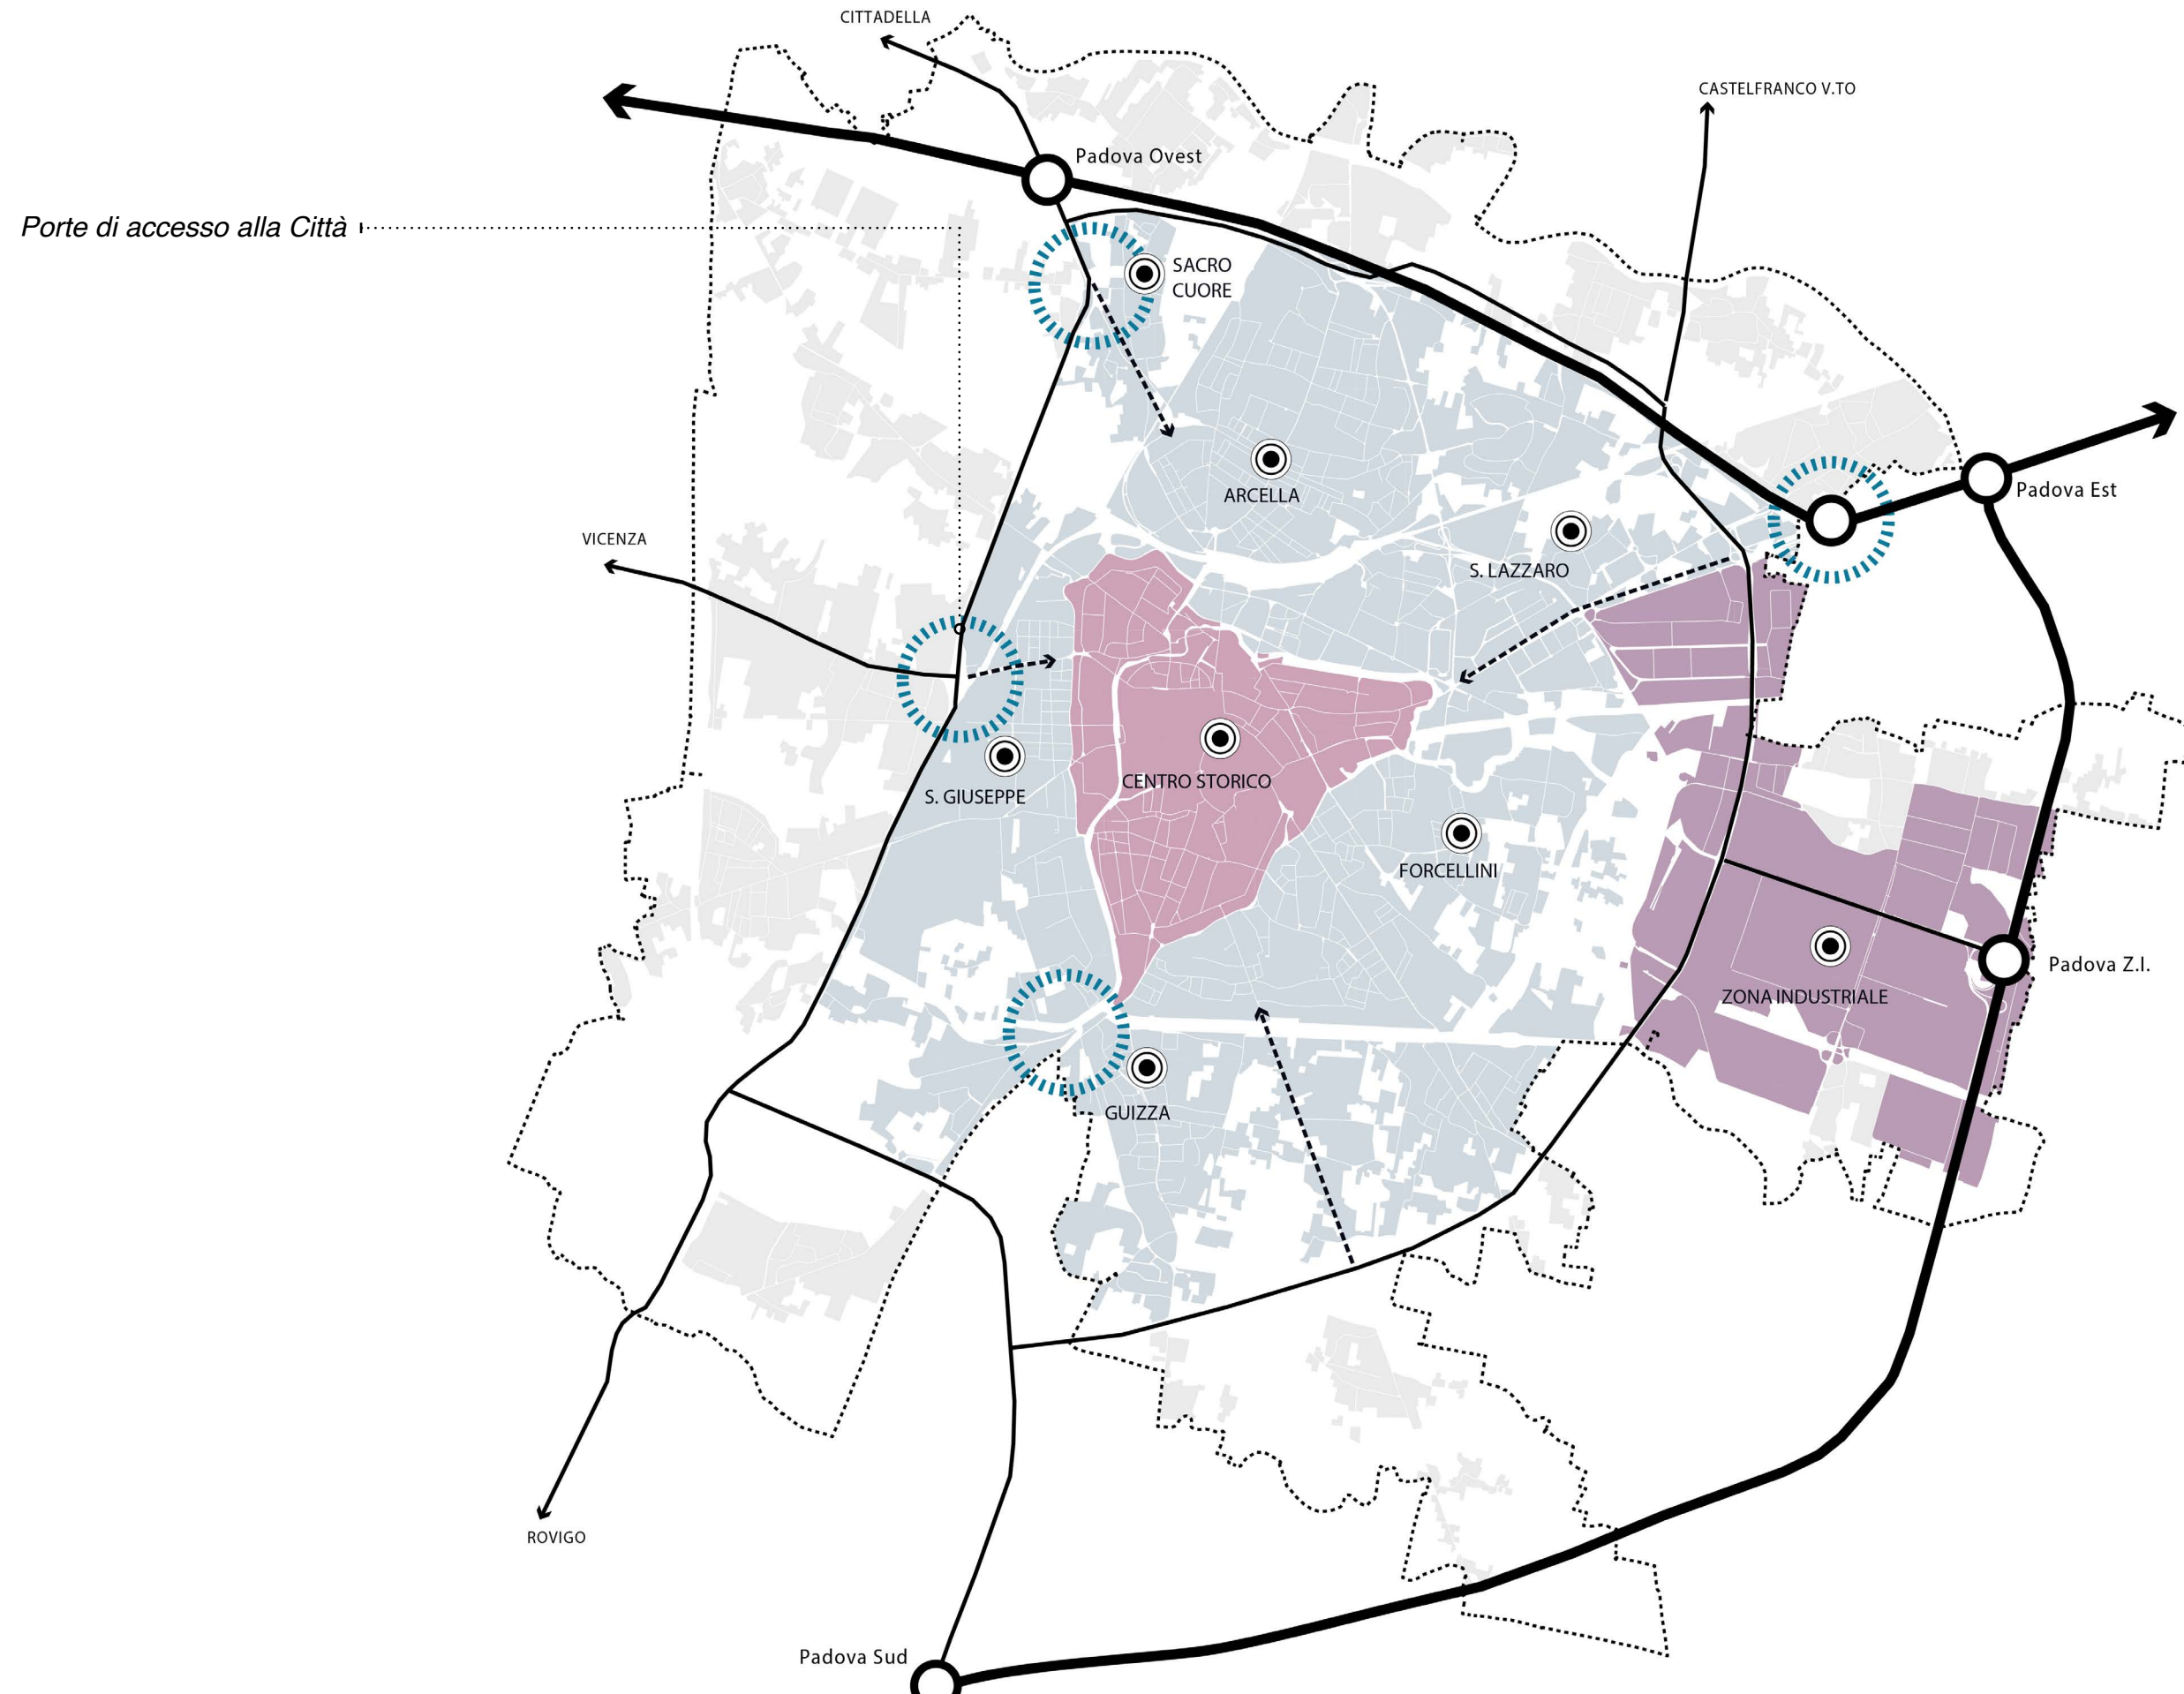 CITTADELLA
CASTELFRANCO V.TO
Padova Ovest
Porte di accesso alla Città
SACRO
CUORE
ARCELLA
Padova Est
VICENZA
S. LAZZARO
CENTRO STORICO
S. GIUSEPPE
FORCELLINI
Padova Z.I.
ZONA INDUSTRIALE
GUIZZA
ROVIGO
Padova Sud